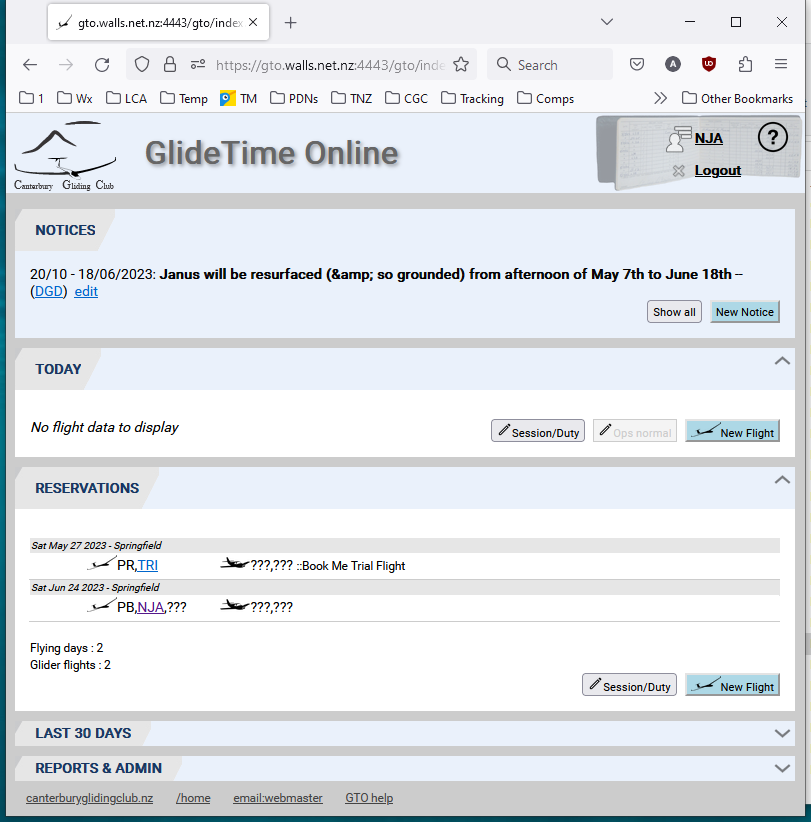 gto.walls.net.nz:4443/gto/index
https://gto.walls.net.nz:4443/gto/inde
Search
A
1 Wx LCA Temp TM PDNs TNZ CGC Tracking Comps Other Bookmarks
Canterbury Gliding Club
GlideTime Online
NJA
?
Logout
NOTICES
20/10 - 18/06/2023: Janus will be resurfaced (&amp; so grounded) from afternoon of May 7th to June 18th --
(DGD) edit
Show all New Notice
TODAY
No flight data to display
Session/Duty Ops normal New Flight
RESERVATIONS
Sat May 27 2023 - Springfield
PR,TRI ???,??? ::Book Me Trial Flight
Sat Jun 24 2023 - Springfield
PB,NJA,??? ???,???
Flying days : 2
Glider flights : 2
Session/Duty New Flight
LAST 30 DAYS
REPORTS & ADMIN
canterburyglidingclub.nz /home email:webmaster GTO help